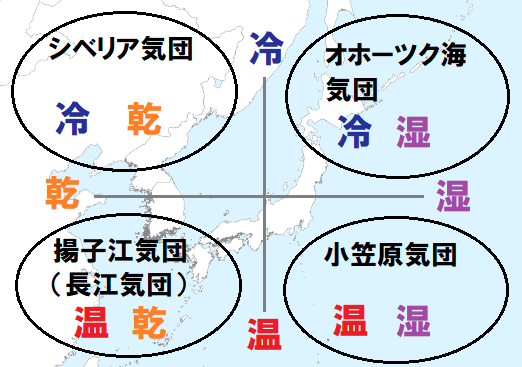 シベリア気団
冷 乾
冷
オホーツク海
気団
冷 湿
乾
湿
揚子江気団
（長江気団）
温 乾
温
小笠原気団
温 湿